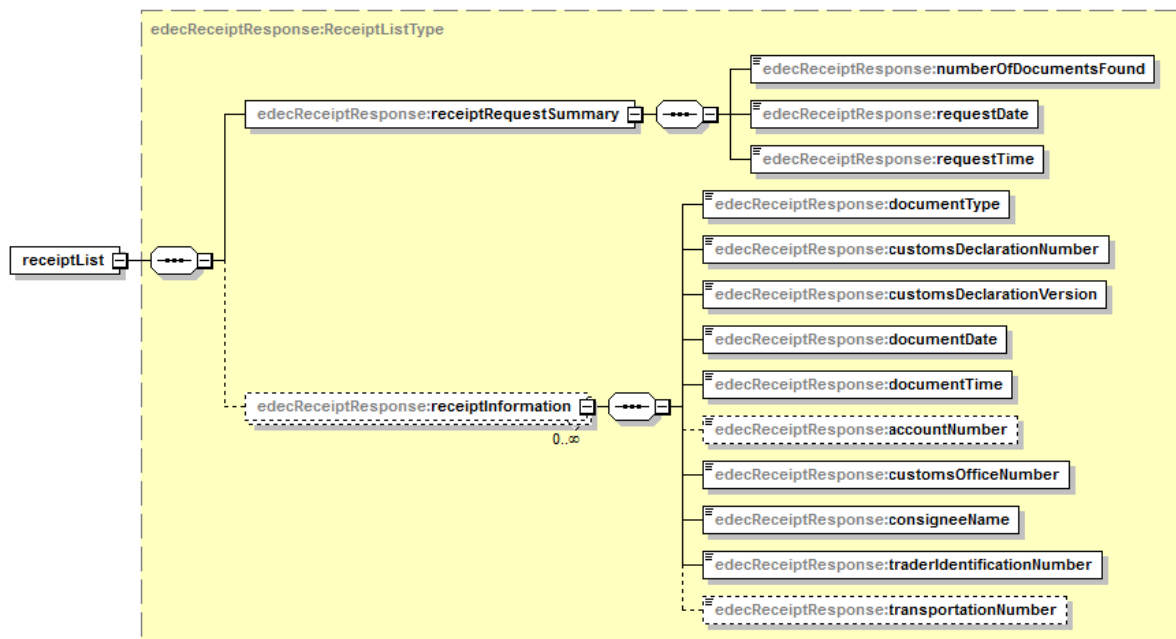 edecReceiptResponse:ReceiptListType
edecReceiptResponse:numberOfDocumentsFound
edecReceiptResponse:receiptRequestSummary
edecReceiptResponse:requestDate
edecReceiptResponse:requestTime
edecReceiptResponse:documentType
edecReceiptResponse:customsDeclarationNumber
receiptList
edecReceiptResponse:customsDeclarationVersion
edecReceiptResponse:documentDate
edecReceiptResponse:documentTime
edecReceiptResponse:receiptInformation
0..∞
edecReceiptResponse:accountNumber
edecReceiptResponse:customsOfficeNumber
edecReceiptResponse:consigneeName
edecReceiptResponse:traderIdentificationNumber
edecReceiptResponse:transportationNumber